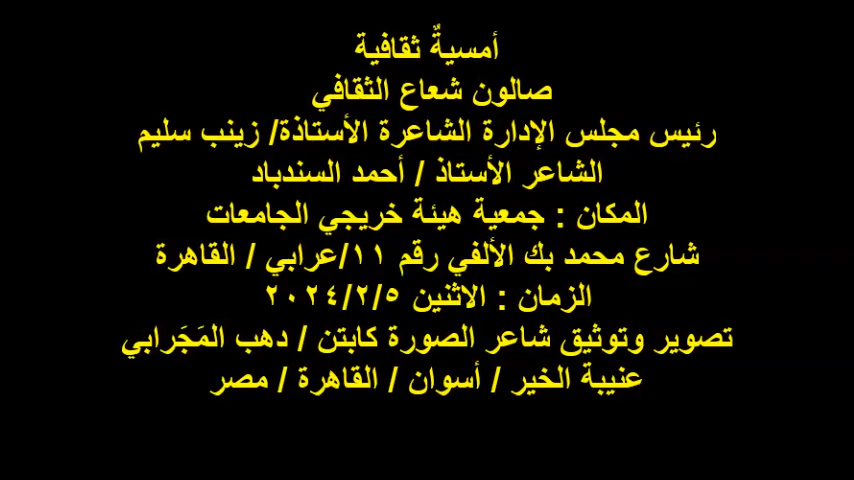 أمسيةٌ ثقافية
صالون شعاع الثقافي
رئيس مجلس الإدارة الشاعرة الأستاذة/ زينب سليم
الشاعر الأستاذ / أحمد السندباد
المكان : جمعية هيئة خريجي الجامعات
شارع محمد بك الألفي رقم ١١/عرابي / القاهرة
الزمان : الاثنين ٢٠٢٤/٢/٥
تصوير وتوثيق شاعر الصورة كابتن / دهب المَجَرابي
عنيبة الخير / أسوان / القاهرة / مصر